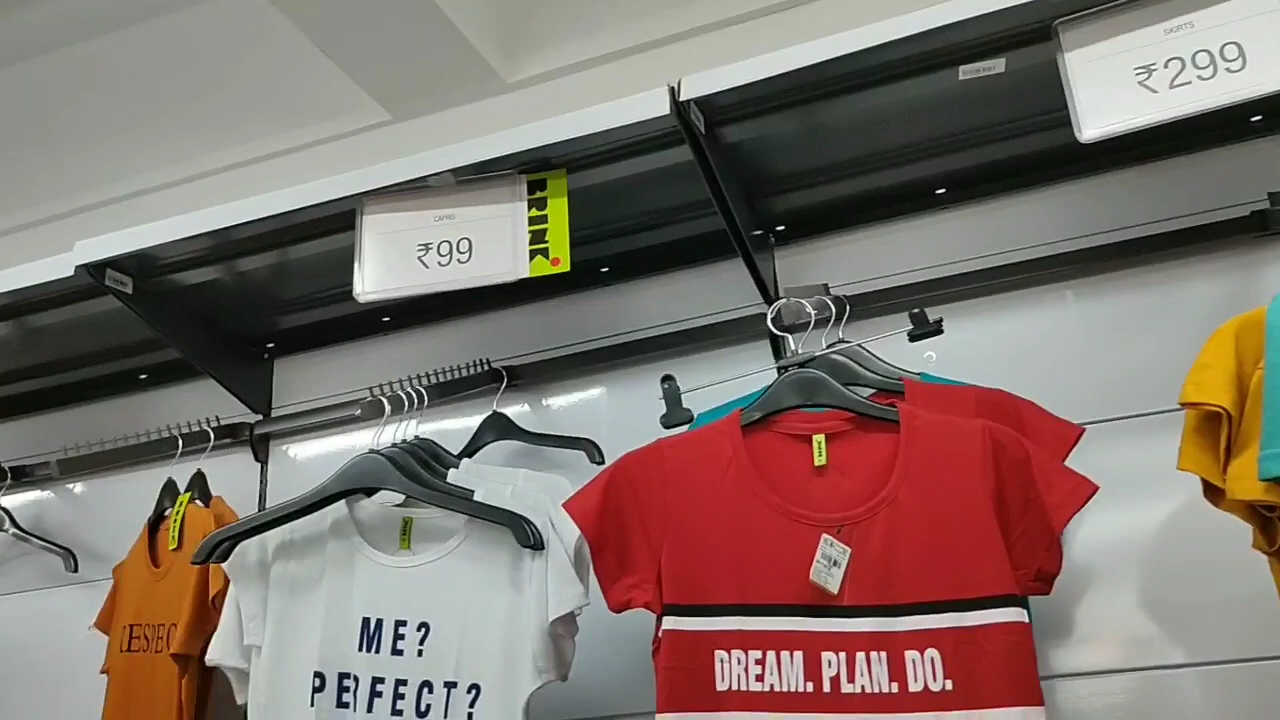 SKIRTS
₹299
CAPRIS
₹99
BRINK.
ME?
PERFECT?
DREAM. PLAN. DO.